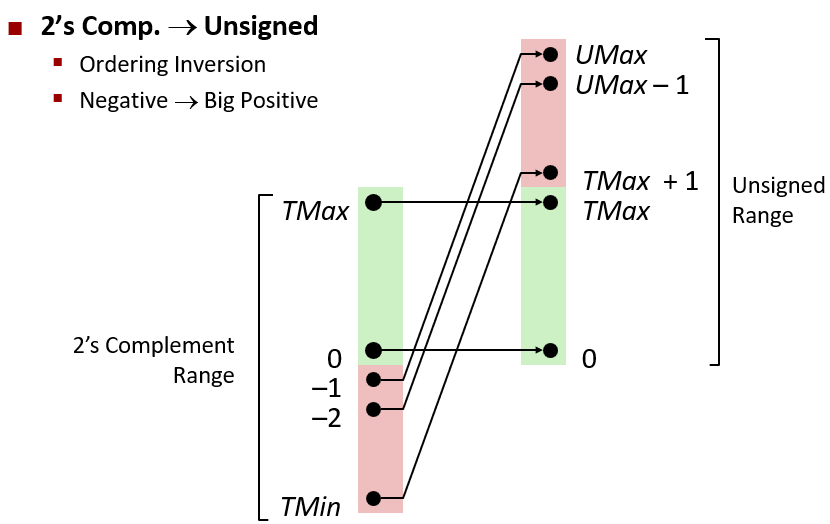 2's Comp. → Unsigned
Ordering Inversion
Negative → Big Positive
UMax
UMax – 1
TMax + 1
TMax
Unsigned
Range
TMax
2's Complement
Range
0
0
–1
–2
TMin